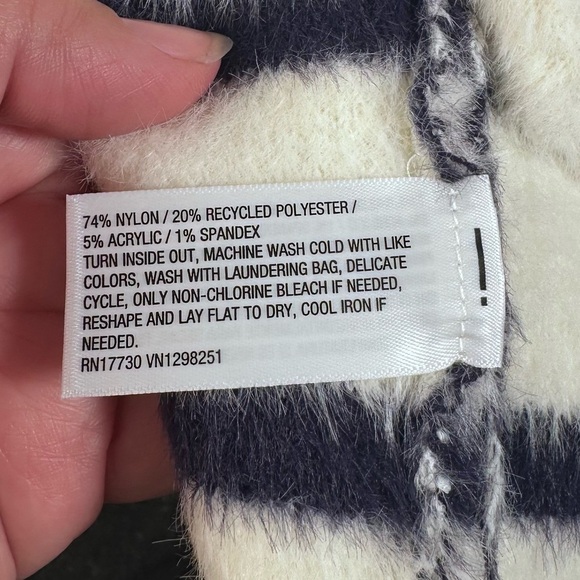 74% NYLON / 20% RECYCLED POLYESTER /
5% ACRYLIC / 1% SPANDEX
TURN INSIDE OUT, MACHINE WASH COLD WITH LIKE
COLORS, WASH WITH LAUNDERING BAG, DELICATE
CYCLE, ONLY NON-CHLORINE BLEACH IF NEEDED,
RESHAPE AND LAY FLAT TO DRY, COOL IRON IF
NEEDED.
RN17730 VN1298251